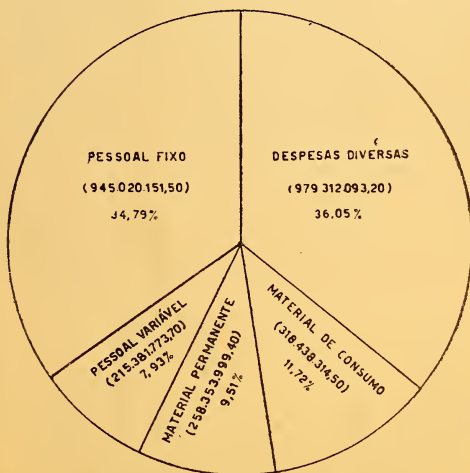 PESSOAL FIXO
(945.020.151,50)
34,79%
DESPESAS DIVÉRSAS
(979 312.093,20)
36,05%
PESSOAL VARIÁVEL
(215.381.773,70)
7,93%
MATERIAL PERMANENTE
(258.353.999.40)
9,51%
MATERIAL DE CONSUMO
(318.438.314,50)
11,72%